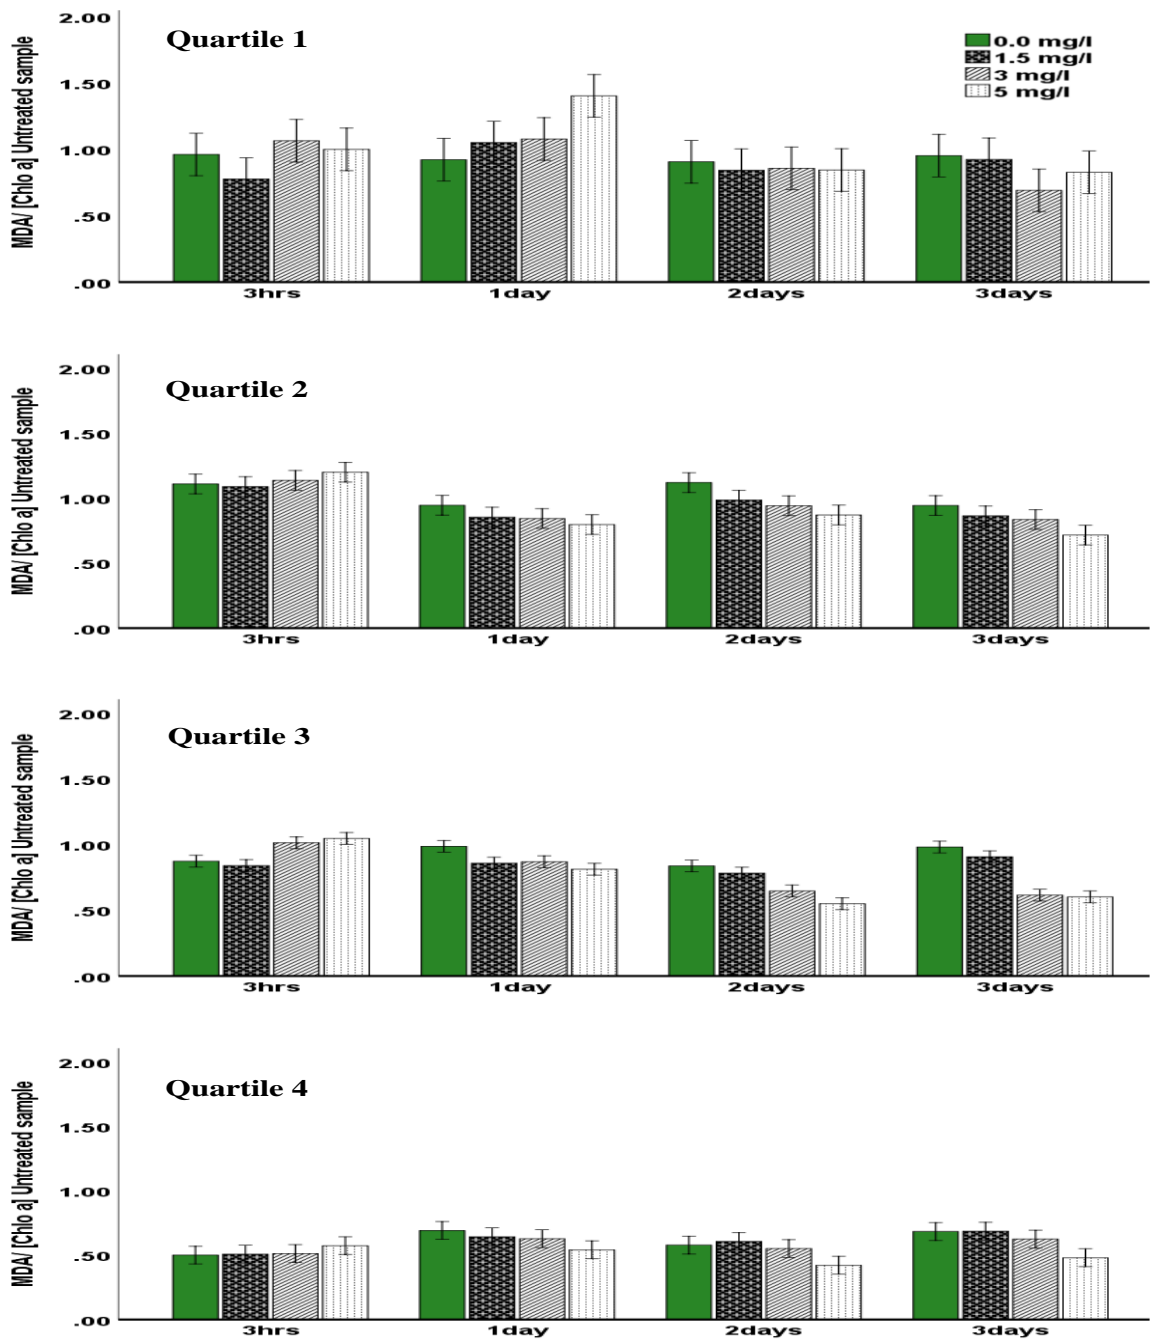 2.00
Quartile 1
0.0 mg/l
1.5 mg/l
3 mg/l
5 mg/l
1.50
1.00
.50
.00
MDA/ [Chlo a] Untreated sample
3hrs 1day 2days 3days
2.00
Quartile 2
1.50
1.00
.50
.00
MDA/ [Chlo a] Untreated sample
3hrs 1day 2days 3days
2.00
Quartile 3
1.50
1.00
.50
.00
MDA/ [Chlo a] Untreated sample
3hrs 1day 2days 3days
2.00
Quartile 4
1.50
1.00
.50
.00
MDA/ [Chlo a] Untreated sample
3hrs 1day 2days 3days